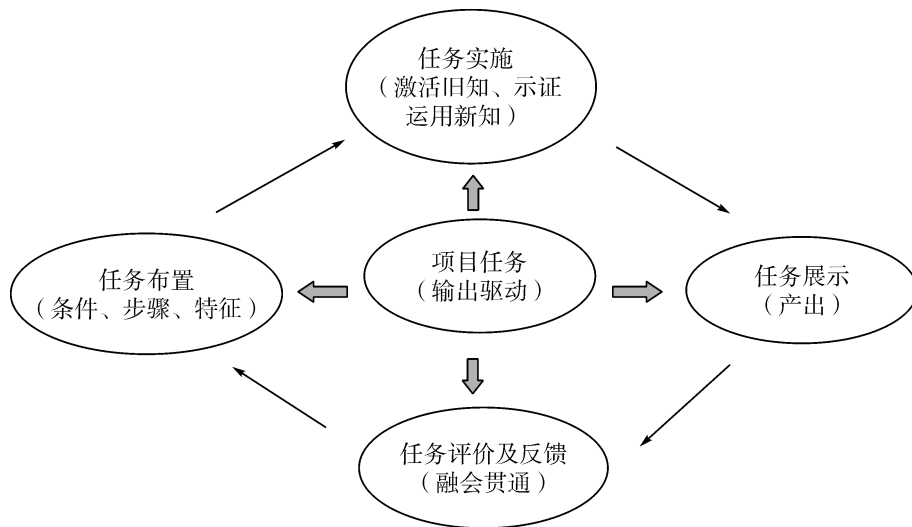 任务实施
（激活旧知、示证
运用新知）
任务布置
（条件、步骤、特征）
项目任务
（输出驱动）
任务展示
（产出）
任务评价及反馈
（融会贯通）